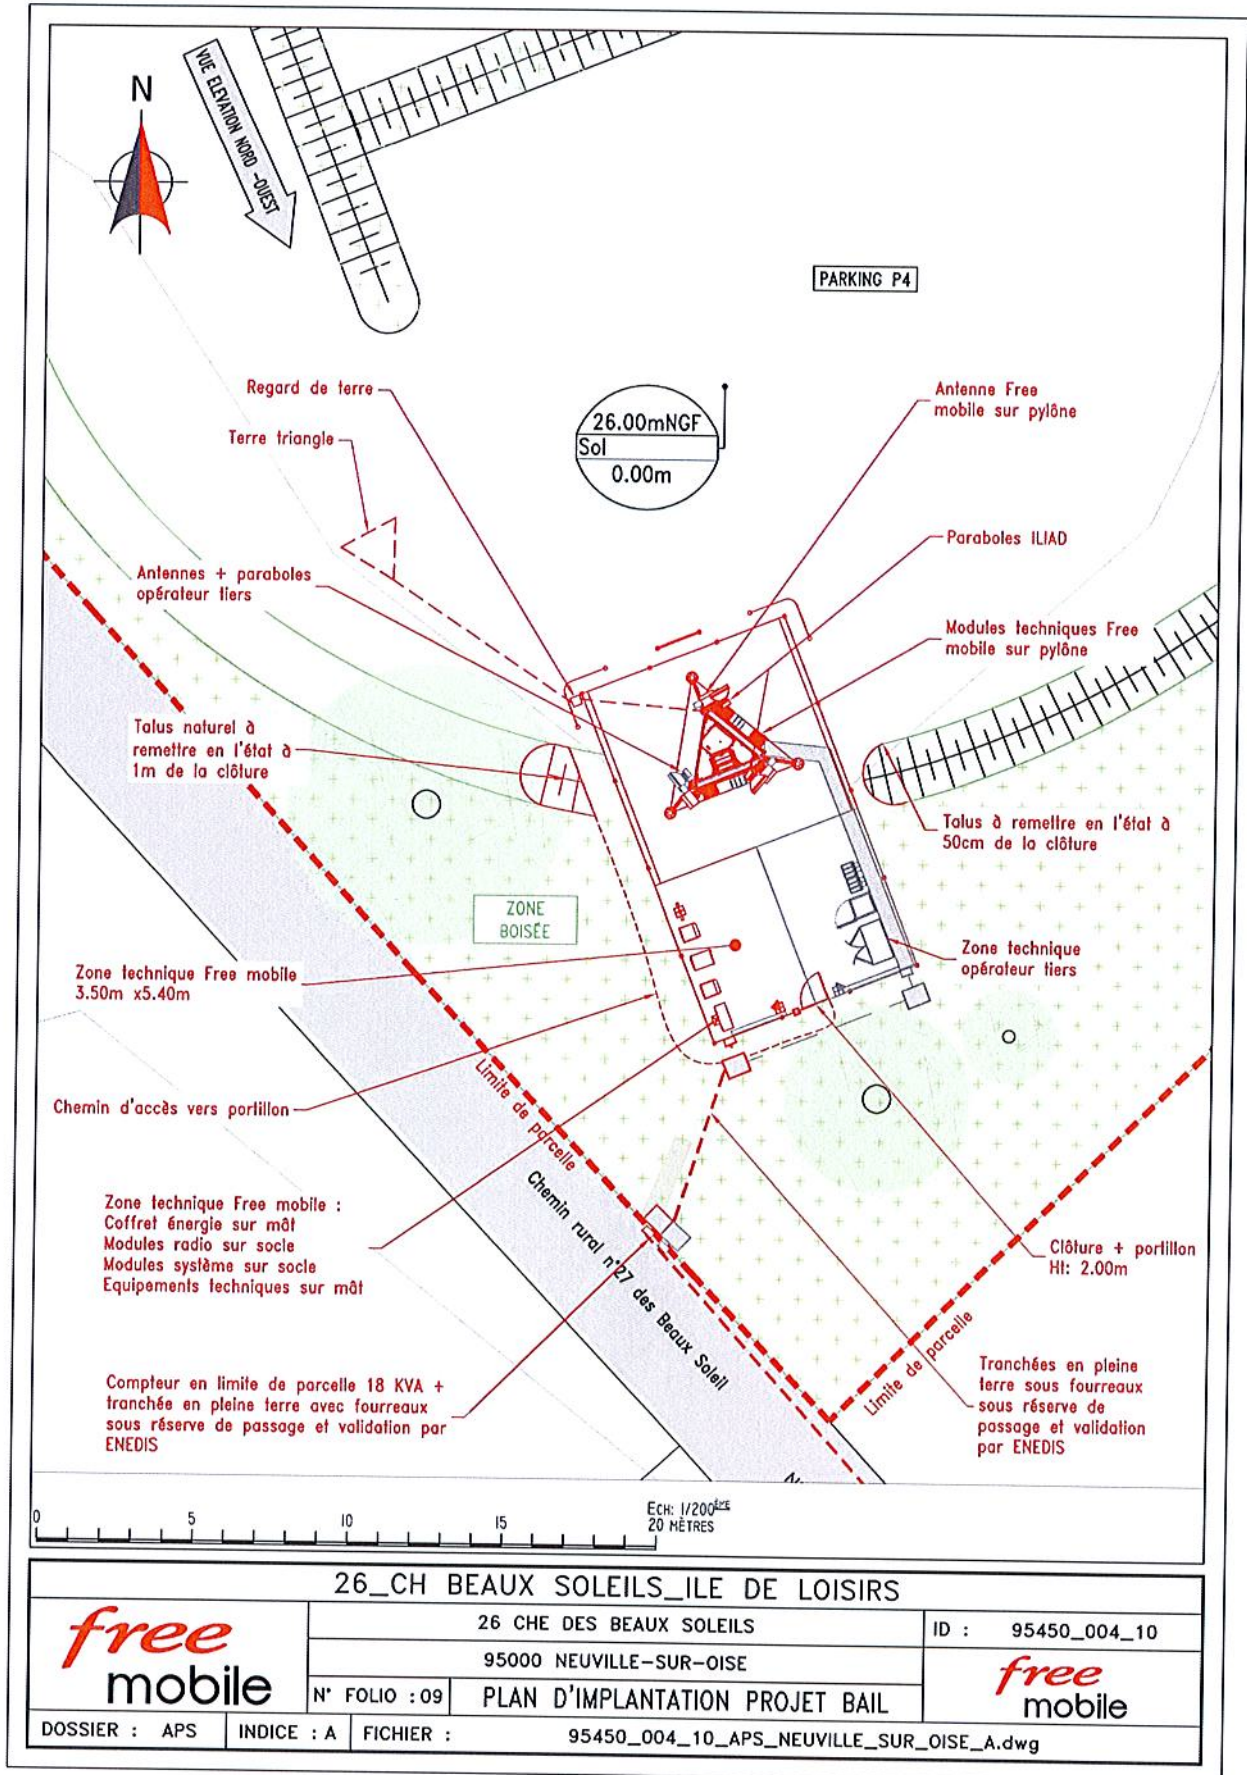 N
VUE ELEVATION NORD -OUEST
PARKING P4
Regard de terre
Terre triangle
26.00mNGF
Sol
0.00m
Antenne Free
mobile sur pylône
Paraboles ILIAD
Antennes + paraboles
opérateur tiers
Modules techniques Free
mobile sur pylône
Talus naturel à
remettre en l'état à
1m de la clôture
Talus à remettre en l'état à
50cm de la clôture
ZONE
BOISÉE
Zone technique
opérateur tiers
Zone technique Free mobile
3.50m x5.40m
Chemin d'accès vers portillon
Limite de parcelle
Chemin rural n°27 des Beaux Soleil
Zone technique Free mobile :
Coffret énergie sur mât
Modules radio sur socle
Modules système sur socle
Equipements techniques sur mât
Clôture + portillon
Ht: 2.00m
Limite de parcelle
Compteur en limite de parcelle 18 KVA +
tranchée en pleine terre avec fourreaux
sous réserve de passage et validation par
ENEDIS
Tranchées en pleine
terre sous fourreaux
sous réserve de
passage et validation
par ENEDIS
0 5 10 15 20 MÈTRES
ECH: 1/200ÈME
26_CH BEAUX SOLEILS_ILE DE LOISIRS
free
mobile
26 CHE DES BEAUX SOLEILS
ID : 95450_004_10
95000 NEUVILLE-SUR-OISE
free
mobile
N° FOLIO : 09
PLAN D'IMPLANTATION PROJET BAIL
DOSSIER : APS
INDICE : A
FICHIER : 95450_004_10_APS_NEUVILLE_SUR_OISE_A.dwg